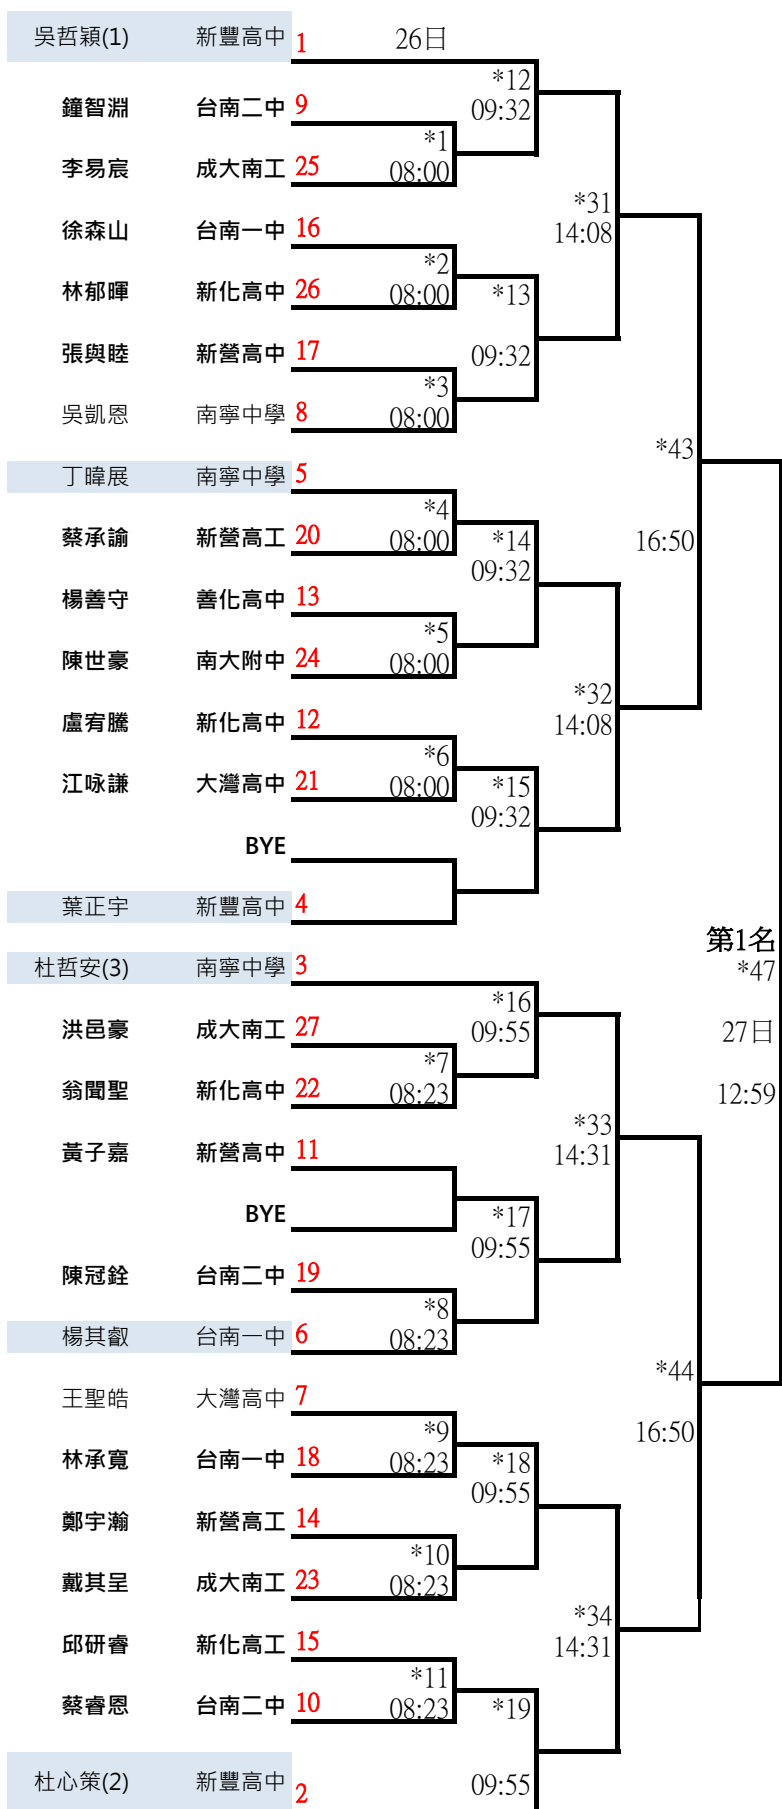 吳哲穎(1) 新豐高中 1 26日
*12
鐘智淵 台南二中 9 09:32
*1
李易宸 成大南工 25 08:00
*31
徐森山 台南一中 16 14:08
*2
林郁暉 新化高中 26 08:00 *13
張與睦 新營高中 17 09:32
*3
吳凱恩 南寧中學 8 08:00
*43
丁暐展 南寧中學 5
*4
蔡承諭 新營高工 20 08:00 *14 16:50
09:32
楊善守 善化高中 13
*5
陳世豪 南大附中 24 08:00
*32
盧宥騰 新化高中 12 14:08
*6
江咏謙 大灣高中 21 08:00 *15
09:32
BYE
葉正宇 新豐高中 4
第1名
杜哲安(3) 南寧中學 3 *47
*16
洪邑豪 成大南工 27 09:55 27日
*7
翁聞聖 新化高中 22 08:23 12:59
*33
黃子嘉 新營高中 11 14:31
BYE *17
09:55
陳冠銓 台南二中 19
*8
楊其叡 台南一中 6 08:23
*44
王聖皓 大灣高中 7
*9 16:50
林承寬 台南一中 18 08:23 *18
09:55
鄭宇瀚 新營高工 14
*10
戴其呈 成大南工 23 08:23
*34
邱研睿 新化高工 15 14:31
*11
蔡睿恩 台南二中 10 08:23 *19
杜心策(2) 新豐高中 2 09:55